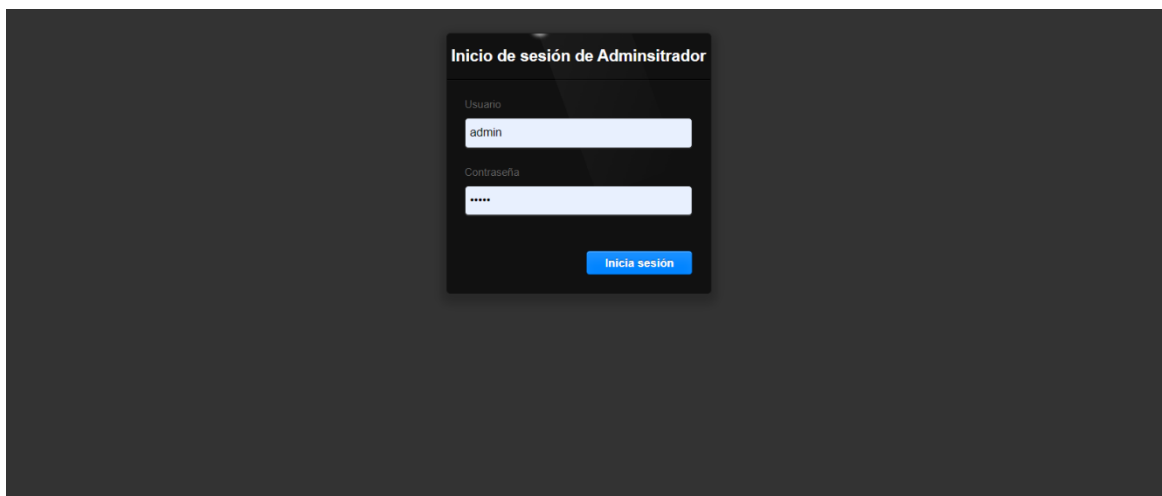 Inicio de sesión de Adminsitrador
Usuario
admin
Contraseña
•••••
Inicia sesión